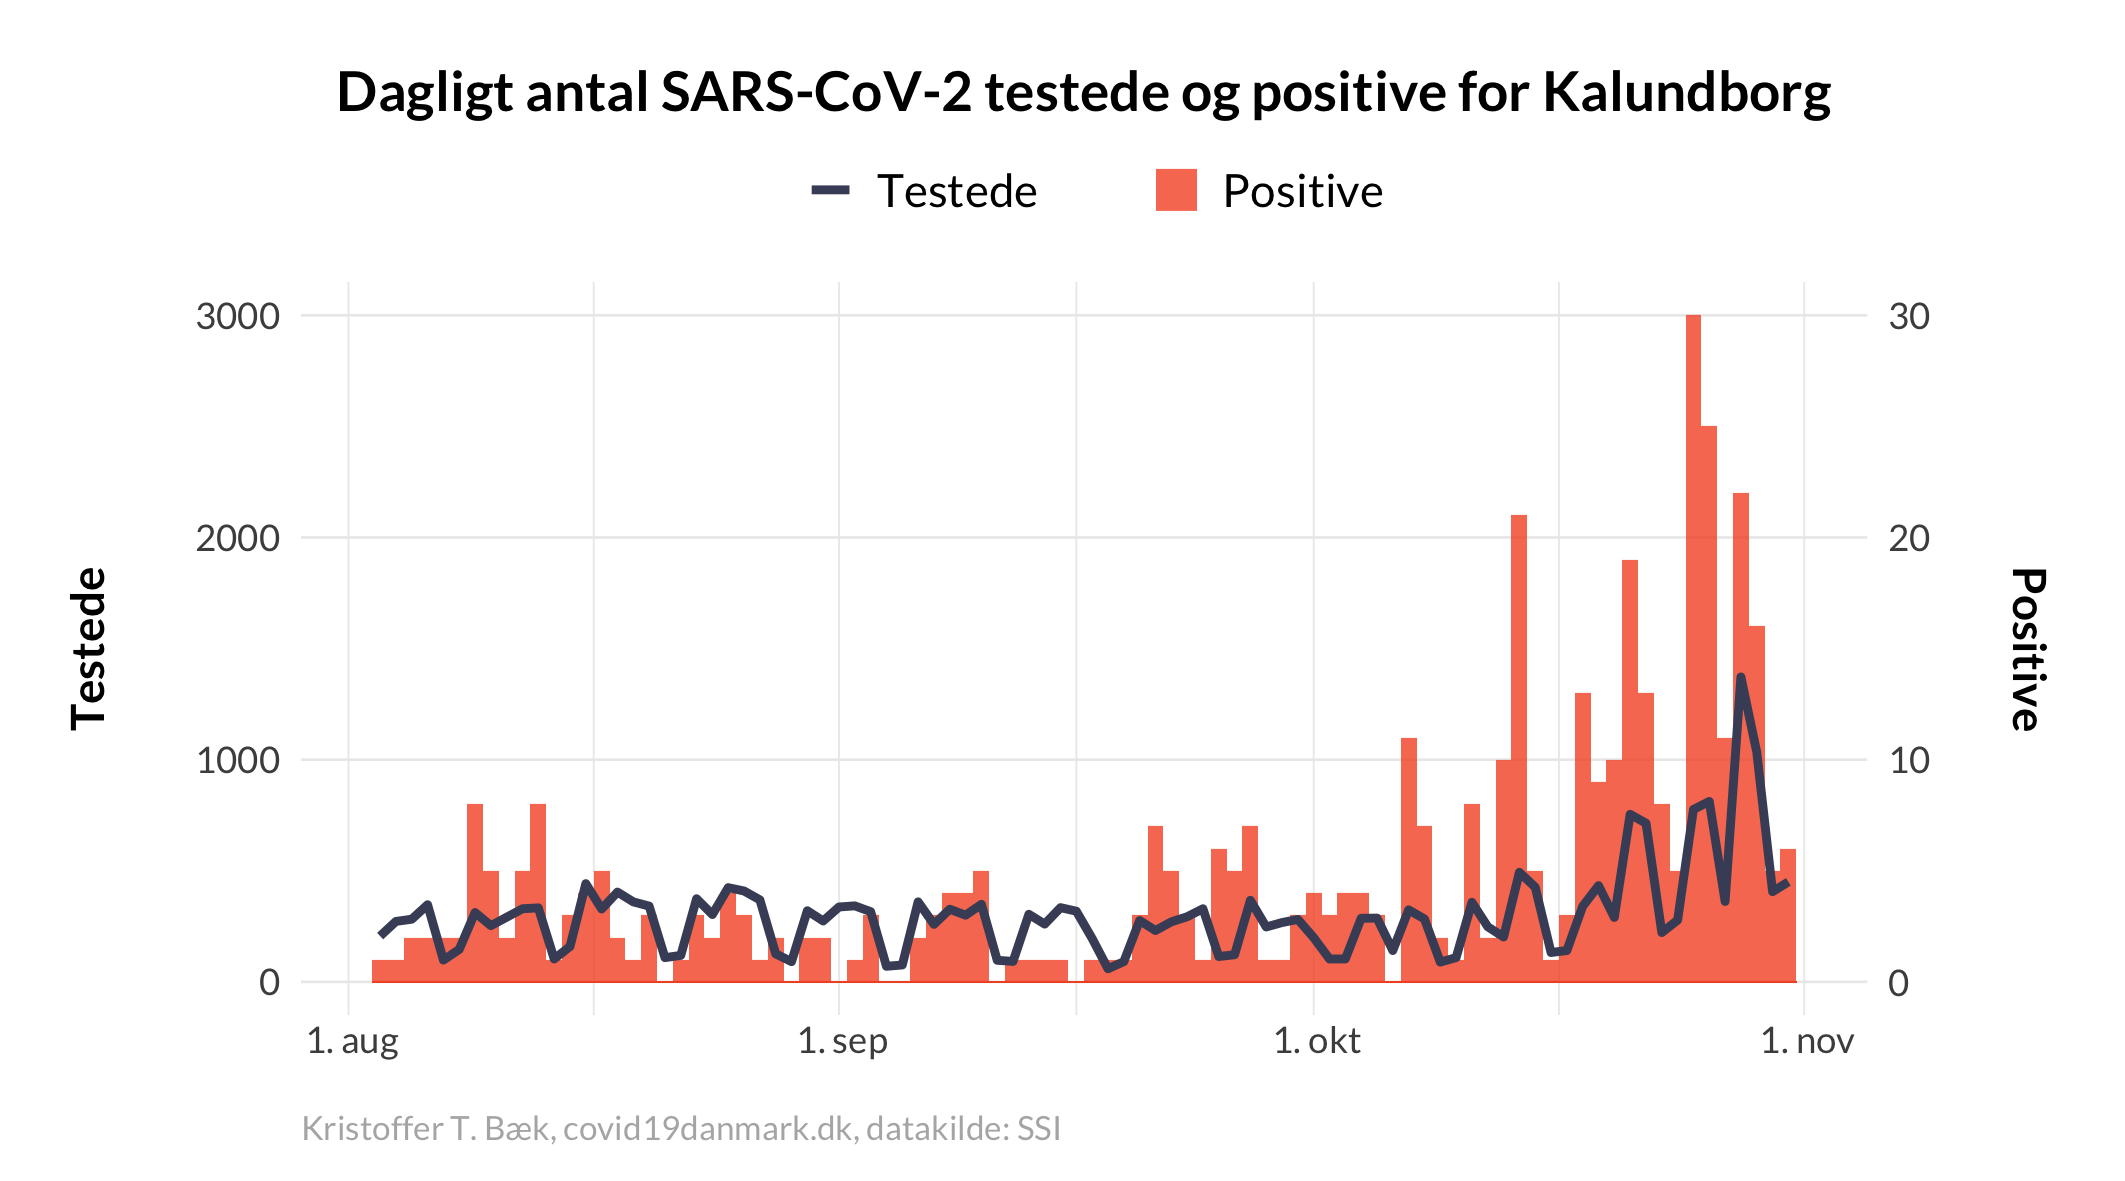 Dagligt antal SARS-CoV-2 testede og positive for Kalundborg
Testede
Positive
3000
2000
1000
0
30
20
10
0
Testede
Positive
1. aug
1. sep
1. okt
1. nov
Kristoffer T. Bæk, covid19danmark.dk, datakilde: SSI